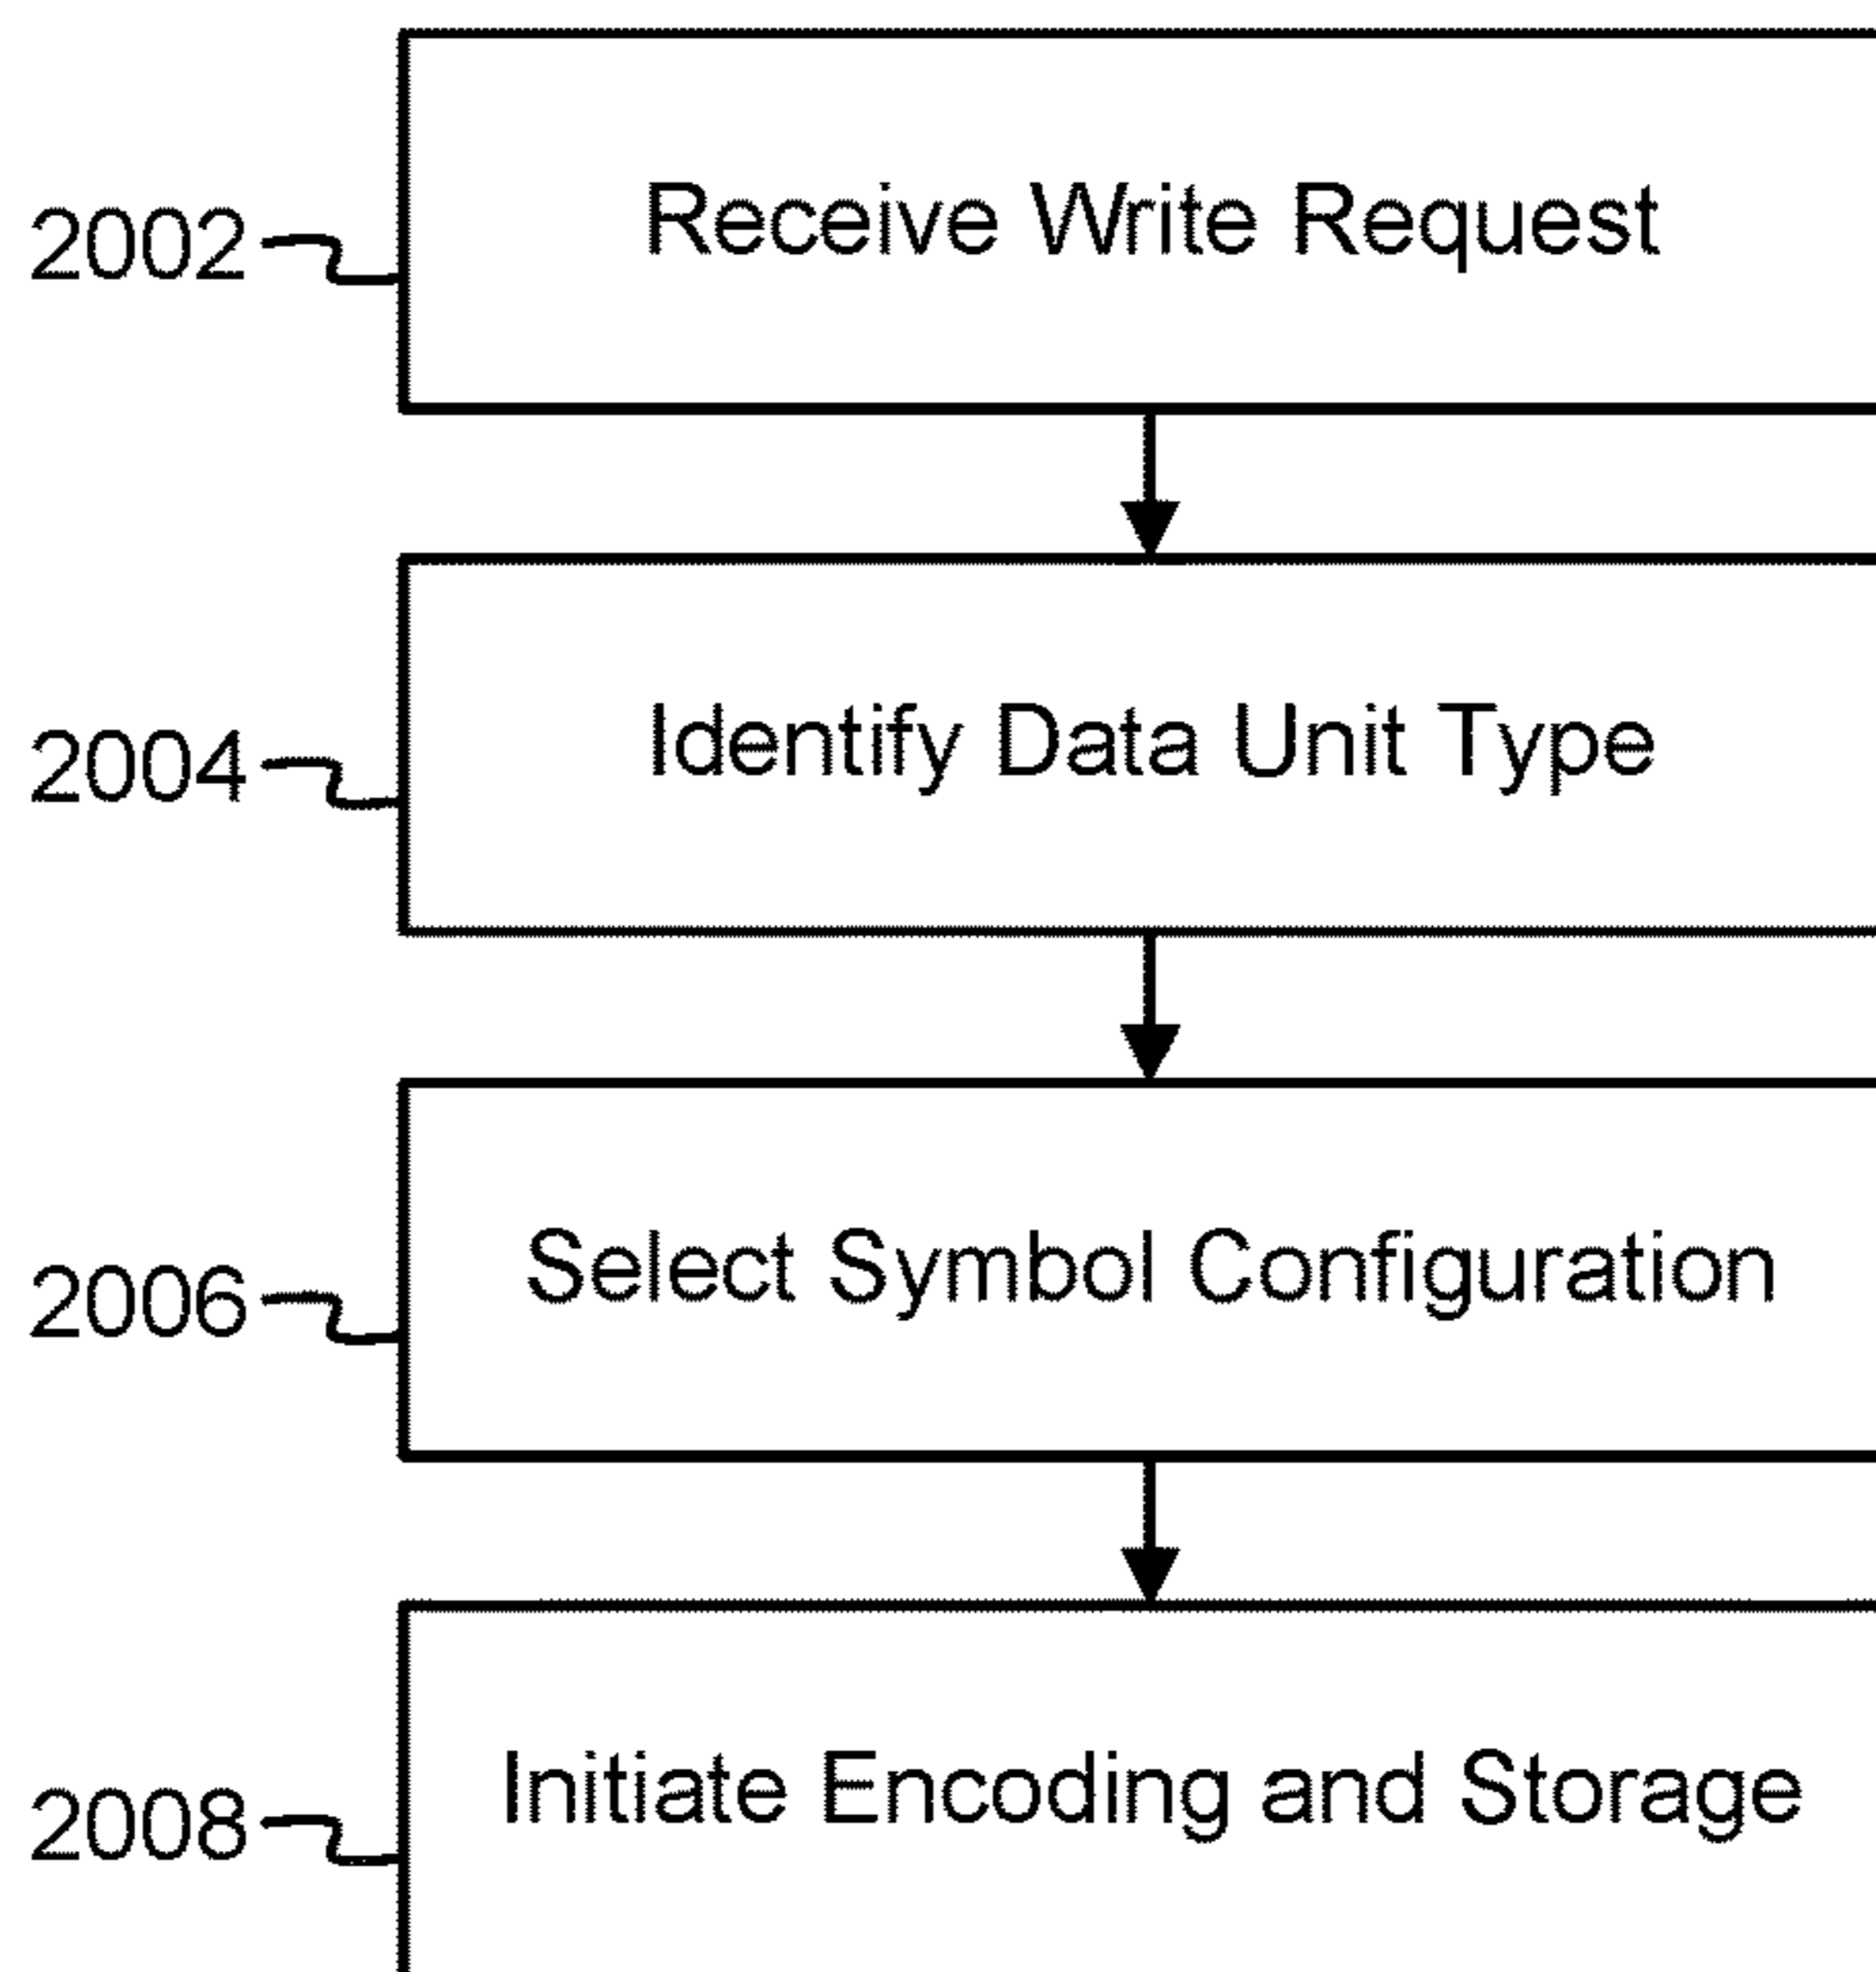 2002 Receive Write Request
2004 Identify Data Unit Type
2006 Select Symbol Configuration
2008 Initiate Encoding and Storage